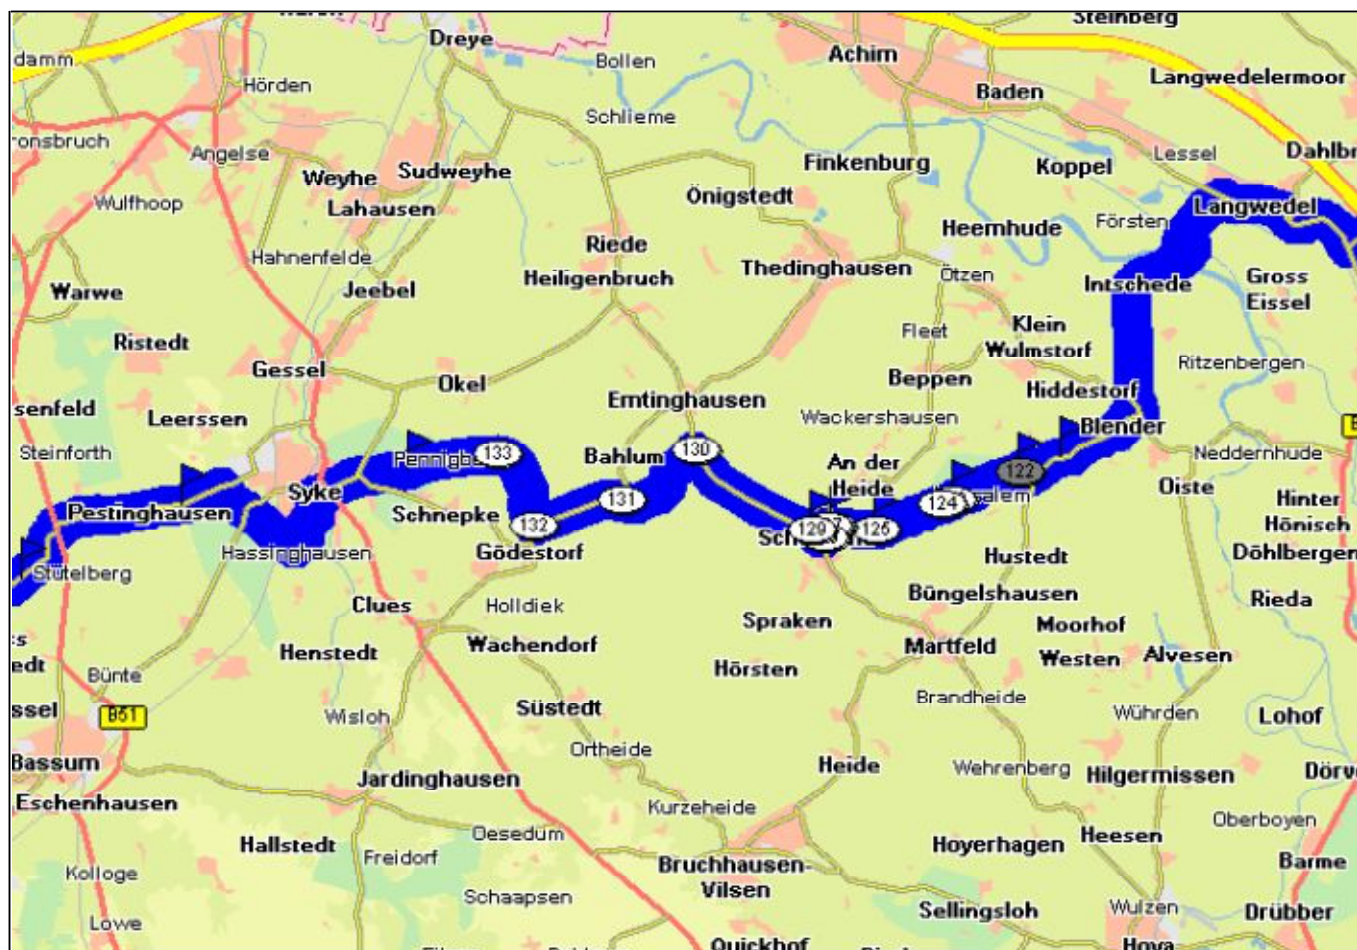 Dreye
Steinberg
damm
Bollen
Achim
Langwedelermoor
Hörden
Baden
Schlieme
ronsbruch
Angelse
Finkenburg
Lessel
Dahlbr
Koppel
Weyhe
Sudweyhe
Önigstedt
Wulfhoop
Lahausen
Langwedel
Försten
Heernhude
Riede
Hahnenfelde
Thedinghausen
Ötzen
Heiligenbruch
Warwe
Jeebel
Intschede
Gross
Eissel
Klein
Wulmstorf
Fleet
Ristedt
Ritzenbergen
Gessel
Okel
Beppen
Hiddestorf
Emtinghausen
senfeld
Leerssen
Wackershausen
Blender
Steinforth
133
130
Bahlum
An der
Heide
Neddernhude
122
Syke
Schnepke
131
124
Oiste
Hinter
Hönisch
Pestinghausen
132
129
125
Gödestorf
Hassinghausen
Hustedt
Döhlbergen
Stütelberg
Büngelshausen
Rieda
Clues
Holldiek
Spraken
Moorhof
Wachendorf
Martfeld
Westen
Alvesen
edt
Henstedt
Hörsten
Bünte
Brandheide
ssel
B51
Wisloh
Süstedt
Wührden
Lohof
Ortheide
Bassum
Jardinghausen
Heide
Wehrenberg
Hilgermissen
Dörv
Eschenhausen
Kurzeheide
Oesedum
Oberboyen
Hallstedt
Freidorf
Hoyerhagen
Heesen
Barme
Kolloge
Bruchhausen-
Vilsen
Schaapsen
Lowe
Sellingsloh
Wulzen
Drübber
Quickhof
Hoya